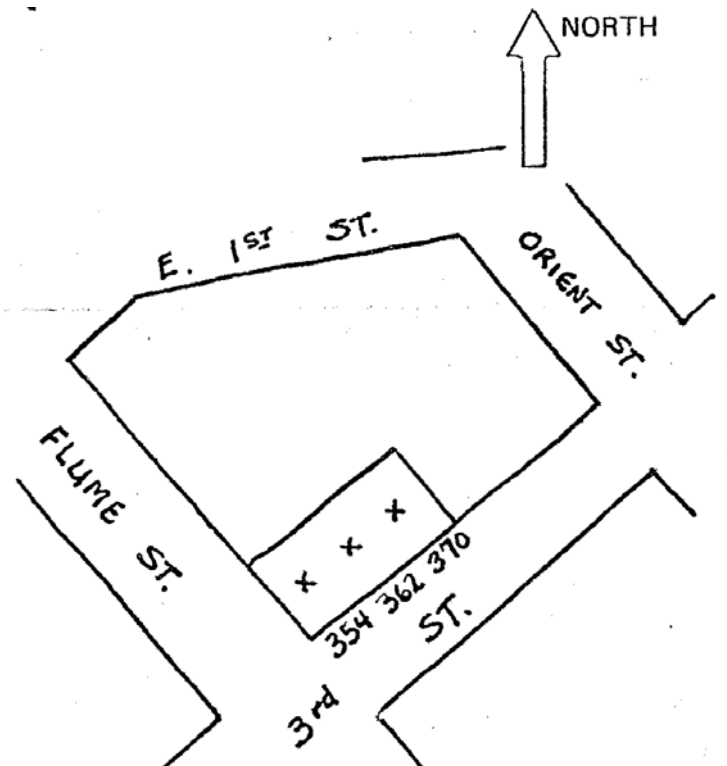 NORTH
E. 1ST ST.
ORIENT ST.
FLUME ST.
X X X
354 362 370
3rd ST.